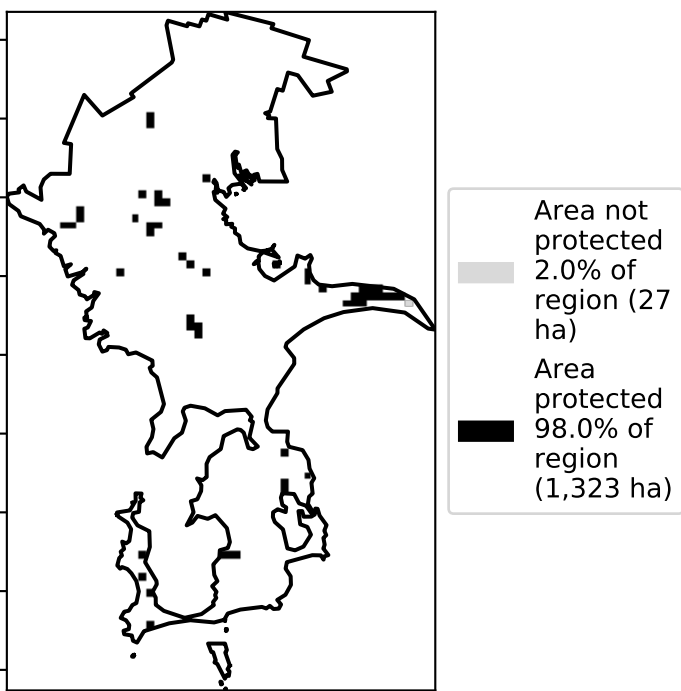 Area not
protected
2.0% of
region (27
ha)
Area
protected
98.0% of
region
(1,323 ha)